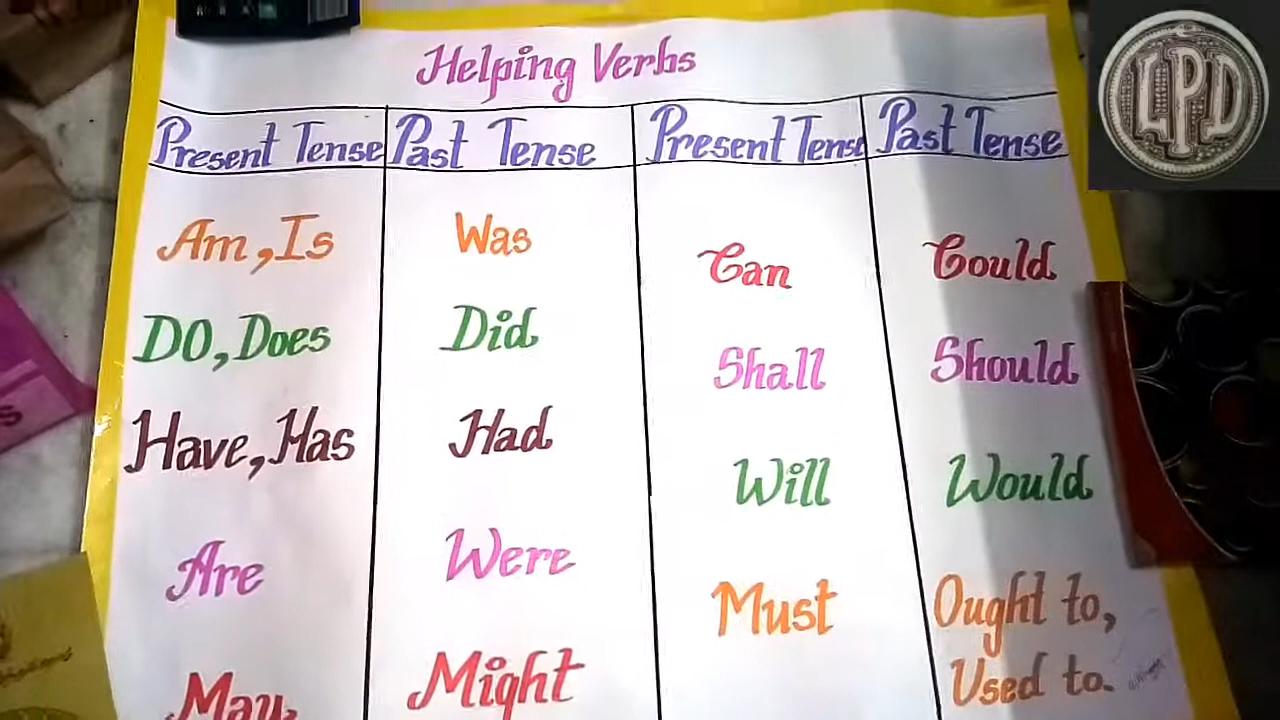 Helping Verbs
Present Tense Past Tense Present Tense Past Tense
Am, Is Was Can Could
DO, Does Did Shall Should
Have, Has Had Will Would
Are Were Must Ought to,
May, Might Used to.
LPD